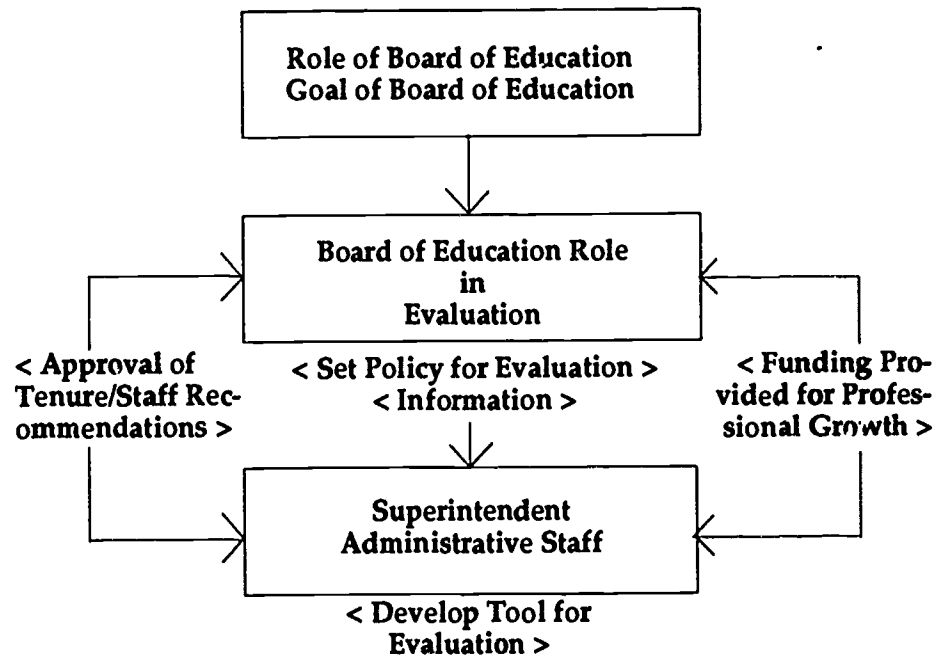 Role of Board of Education
Goal of Board of Education
Board of Education Role
in
Evaluation
< Approval of
Tenure/Staff Rec-
ommendations >
< Set Policy for Evaluation >
< Information >
< Funding Pro-
vided for Profes-
sional Growth >
Superintendent
Administrative Staff
< Develop Tool for
Evaluation >